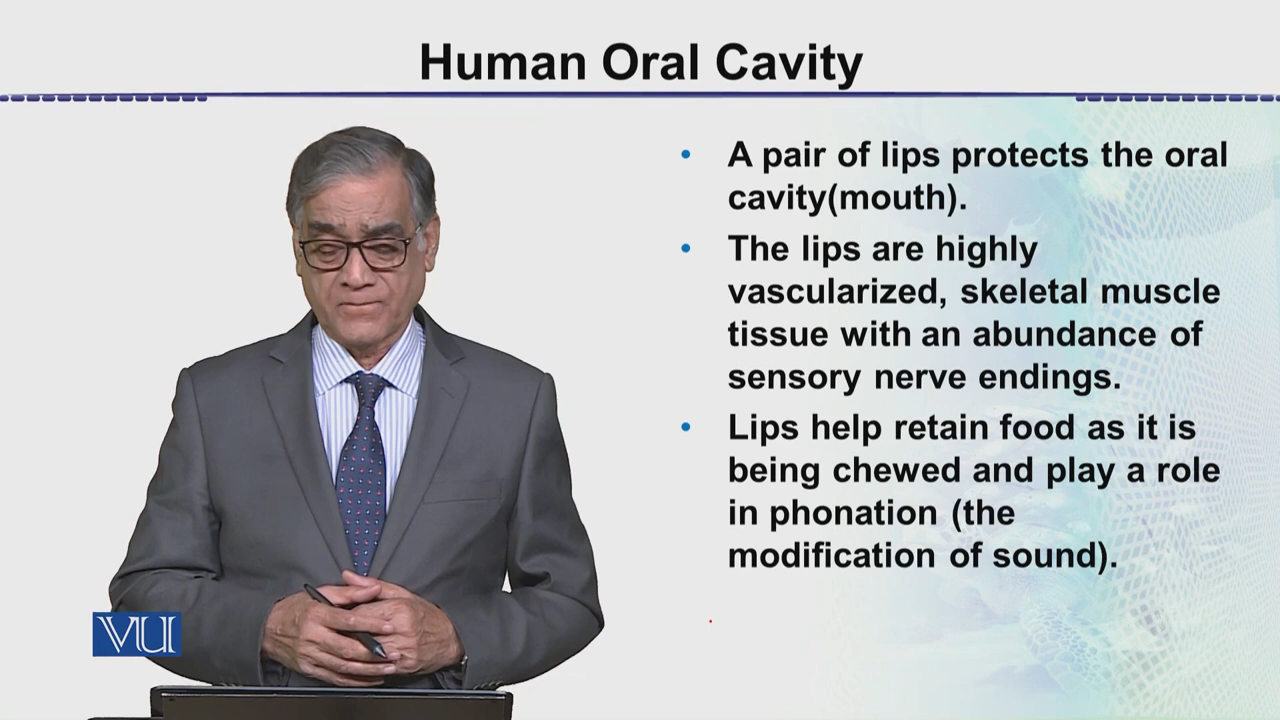 Human Oral Cavity
• A pair of lips protects the oral
cavity(mouth).
• The lips are highly
vascularized, skeletal muscle
tissue with an abundance of
sensory nerve endings.
• Lips help retain food as it is
being chewed and play a role
in phonation (the
modification of sound).
VU